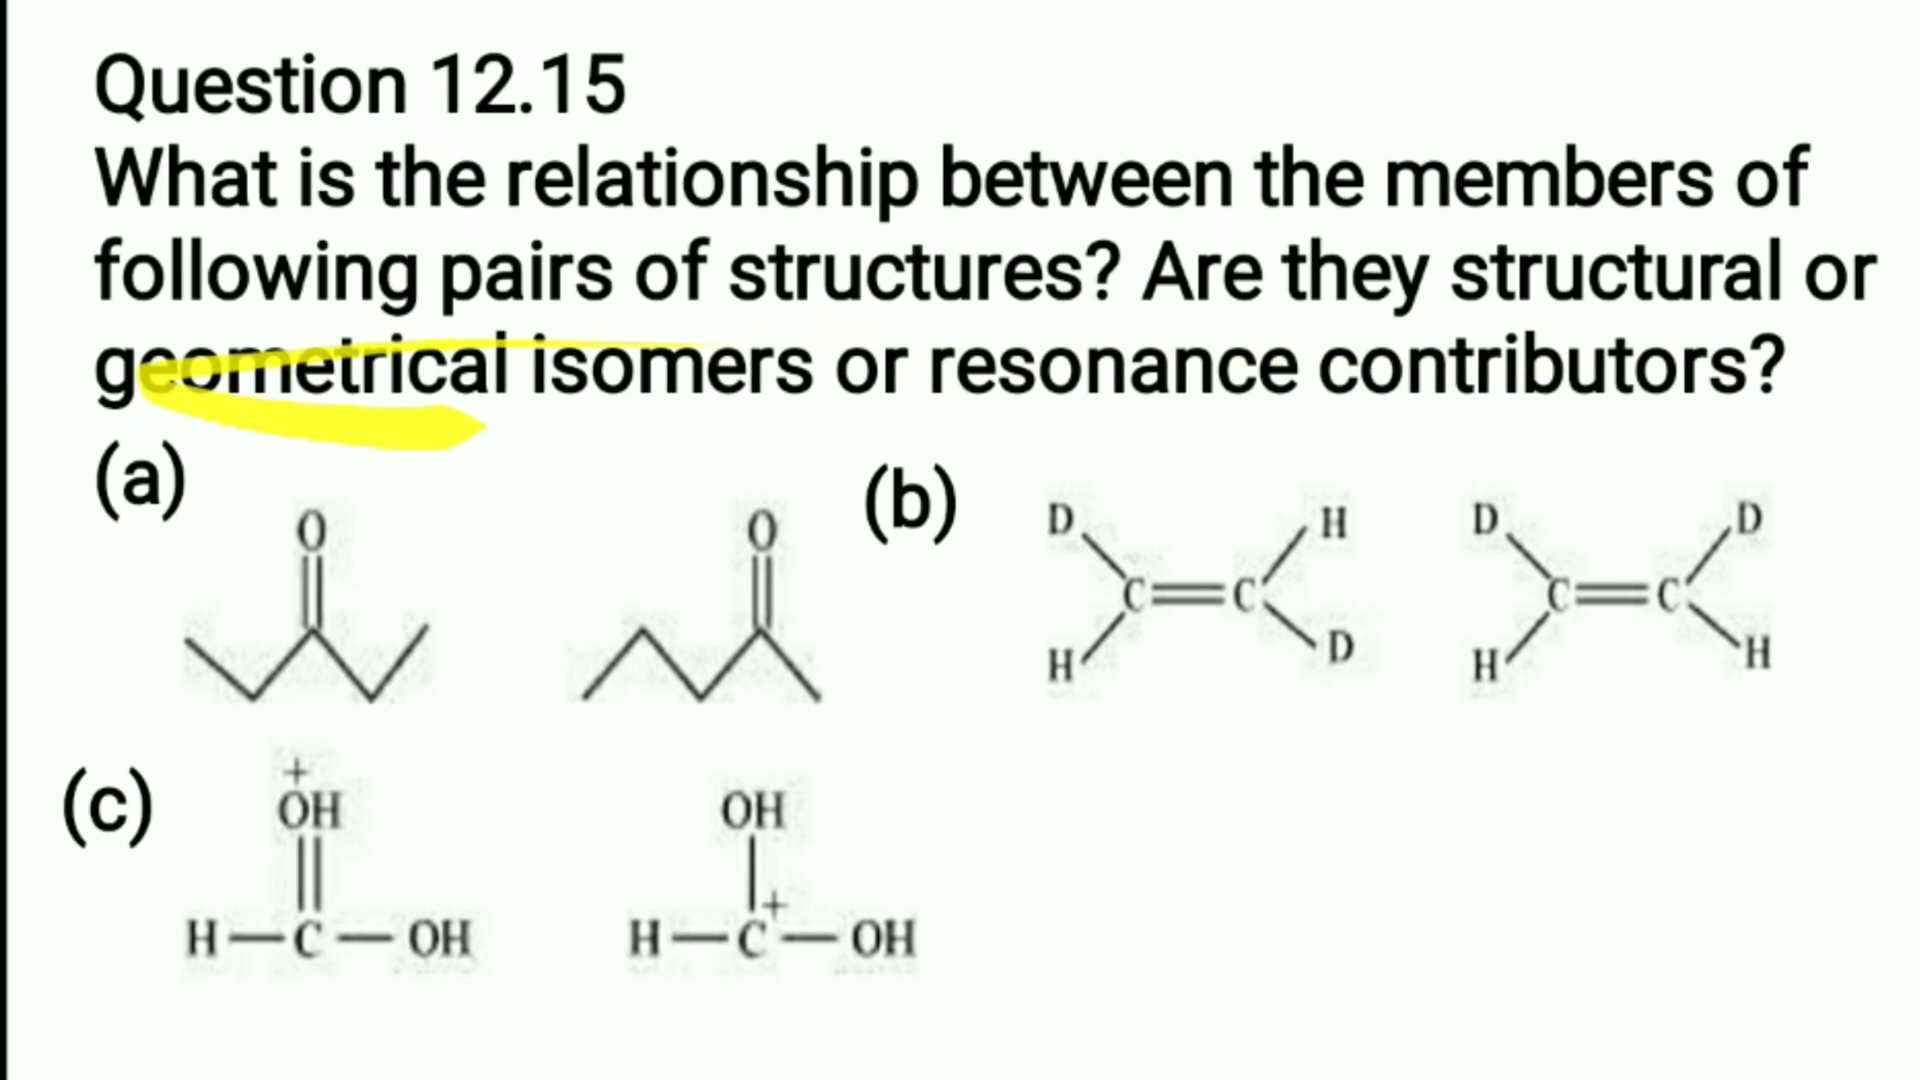 Question 12.15
What is the relationship between the members of
following pairs of structures? Are they structural or
geometrical isomers or resonance contributors?
(a)
O
O
(b)
D
H
C
C
H
D
D
D
C
C
H
H
(c)
+
OH
H—C—OH
OH
+
H—C—OH